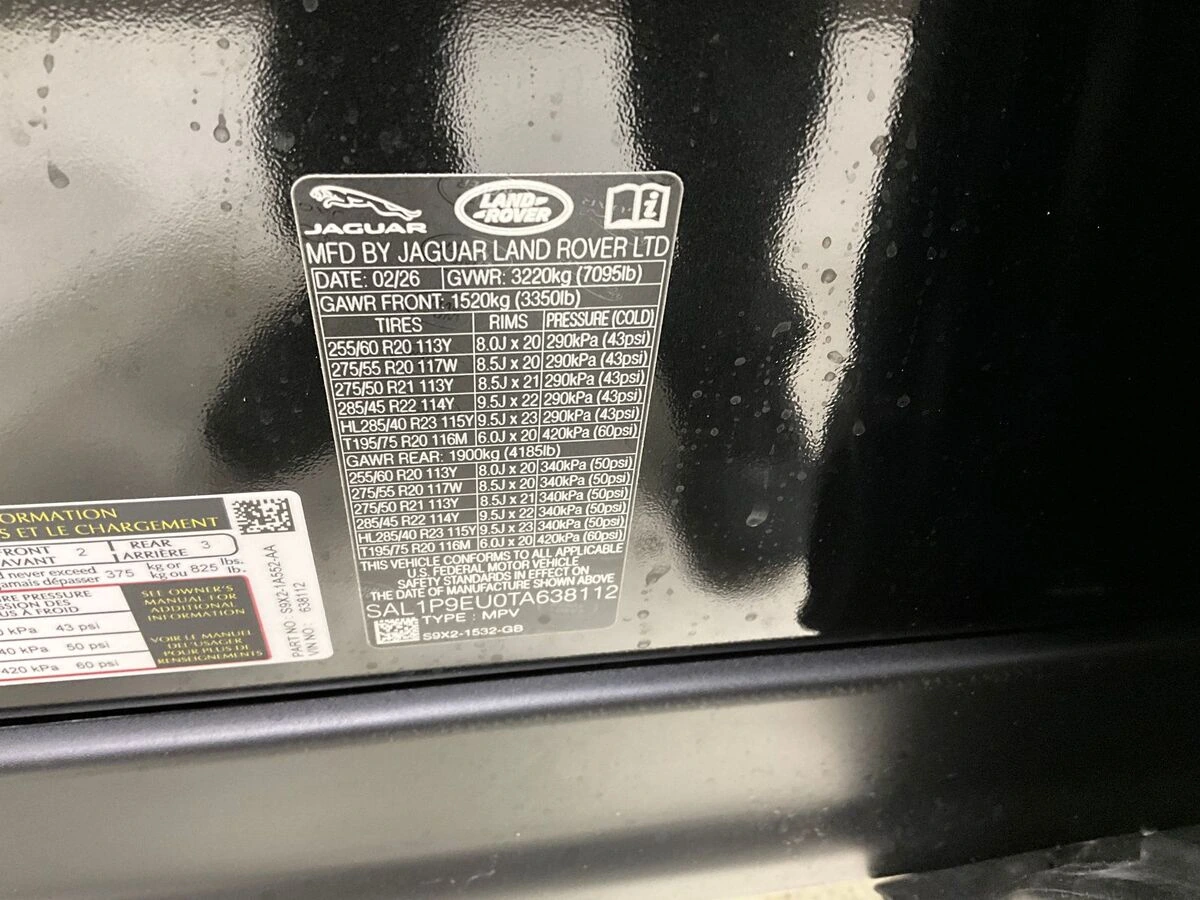 JAGUAR
LAND-
-ROVER
i
MFD BY JAGUAR LAND ROVER LTD
DATE: 02/26 GVWR: 3220kg (7095lb)
GAWR FRONT: 1520kg (3350lb)
TIRES RIMS PRESSURE (COLD)
255/60 R20 113Y 8.0J x 20 290kPa (43psi)
275/55 R20 117W 8.5J x 20 290kPa (43psi)
275/50 R21 113Y 8.5J x 21 290kPa (43psi)
285/45 R22 114Y 9.5J x 22 290kPa (43psi)
HL285/40 R23 115Y 9.5J x 23 290kPa (43psi)
T195/75 R20 116M 6.0J x 20 420kPa (60psi)
GAWR REAR: 1900kg (4185lb)
255/60 R20 113Y 8.0J x 20 340kPa (50psi)
275/55 R20 117W 8.5J x 20 340kPa (50psi)
275/50 R21 113Y 8.5J x 21 340kPa (50psi)
285/45 R22 114Y 9.5J x 22 340kPa (50psi)
HL285/40 R23 115Y 9.5J x 23 340kPa (50psi)
T195/75 R20 116M 6.0J x 20 420kPa (60psi)
THIS VEHICLE CONFORMS TO ALL APPLICABLE
U.S. FEDERAL MOTOR VEHICLE
SAFETY STANDARDS IN EFFECT ON
THE DATE OF MANUFACTURE SHOWN ABOVE
SAL1P9EU0TA638112
TYPE : MPV
S9X2-1532-GB
ORMATION
S ET LE CHARGEMENT
FRONT 2 REAR 3
AVANT ARRIÈRE
d never exceed 375 kg or 825 lbs.
jamais dépasser kg ou lb.
RE PRESSURE
SSION DES
US À FROID
0 kPa 43 psi
40 kPa 50 psi
420 kPa 60 psi
SEE OWNER'S
MANUAL FOR
ADDITIONAL
INFORMATION
VOIR LE MANUEL
DE L'USAGER
POUR PLUS DE
RENSEIGNEMENTS
PART NO S9X2-1A552-AA
VIN NO: 638112